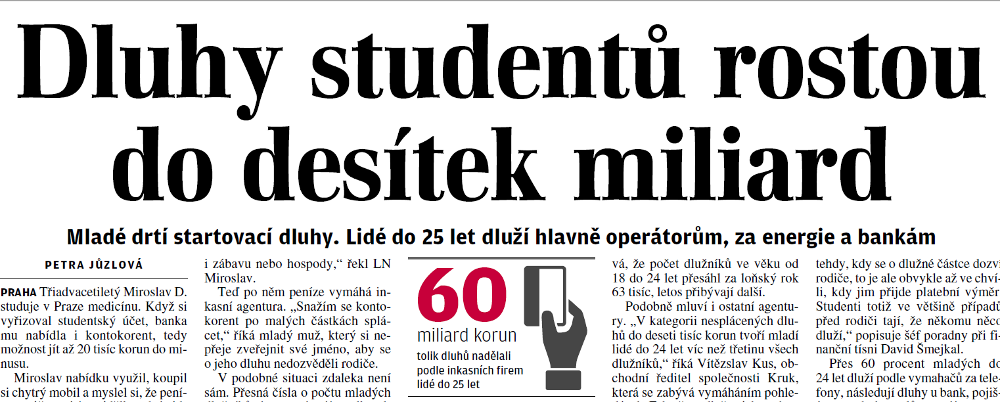 Dluhy studentů rostou
do desítek miliard
Mladé drtí startovací dluhy. Lidé do 25 let dluží hlavně operátorům, za energie a bankám
PETRA JŮZLOVÁ
PRAHA Třiadvacetiletý Miroslav D.
studuje v Praze medicínu. Když si
vyřizoval studentský účet, banka
mu nabídla i kontokorent, tedy
možnost jít až 20 tisíc korun do mi-
nusu.
Miroslav nabídku využil, koupil
si chytrý mobil a myslel si, že pení-
i zábavu nebo hospody,“ řekl LN
Miroslav.
Teď po něm peníze vymáhá in-
kasní agentura. „Snažím se konto-
korent po malých částkách splá-
cet,“ říká mladý muž, který si ne-
přeje zveřejnit své jméno, aby se
o jeho dluhu nedozvěděli rodiče.
V podobné situaci zdaleka není
sám. Přesná čísla o počtu mladých
60
miliard korun
tolik dluhů nadělali
podle inkasních firem
lidé do 25 let
vá, že počet dlužníků ve věku od
18 do 24 let přesáhl za loňský rok
63 tisíc, letos přibývají další.
Podobně mluví i ostatní agentu-
ry. „V kategorii nesplácených dlu-
hů do deseti tisíc korun tvoří mladí
lidé do 24 let víc než třetinu všech
dlužníků,“ říká Vítězslav Kus, ob-
chodní ředitel společnosti Kruk,
která se zabývá vymáháním pohle-
tehdy, kdy se o dlužné částce dozví
rodiče, to je ale obvykle až ve chví-
li, kdy jim přijde platební výměr.
Studenti totiž ve většině případů
před rodiči tají, že někomu něco
dluží,“ popisuje šéf poradny při fi-
nanční tísni David Šmejkal.
Přes 60 procent mladých do
24 let dluží podle vymahačů za tele-
fony, následují dluhy u bank, pojiš-